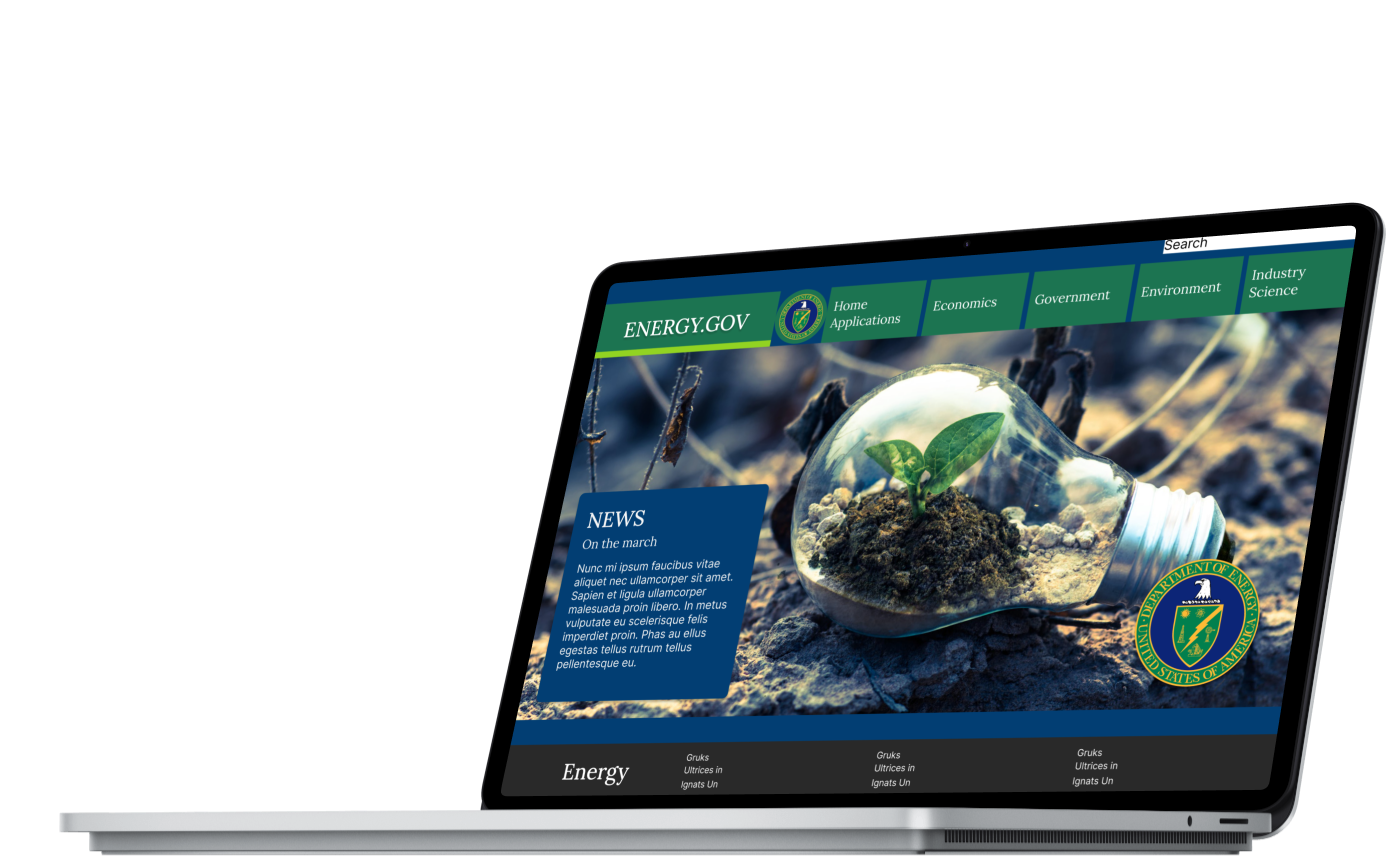 Search
ENERGY.GOV
Home
Applications
Economics
Government
Environment
Industry
Science
NEWS
On the march
Nunc mi ipsum faucibus vitae
aliquet nec ullamcorper sit amet.
Sapien et ligula ullamcorper
malesuada proin libero. In metus
vulputate eu scelerisque felis
imperdiet proin. Phas au ellus
egestas tellus rutrum tellus
pellentesque eu.
DEPARTMENT OF ENERGY
UNITED STATES OF AMERICA
Energy
Gruks
Ultrices in
Ignats Un
Gruks
Ultrices in
Ignats Un
Gruks
Ultrices in
Ignats Un